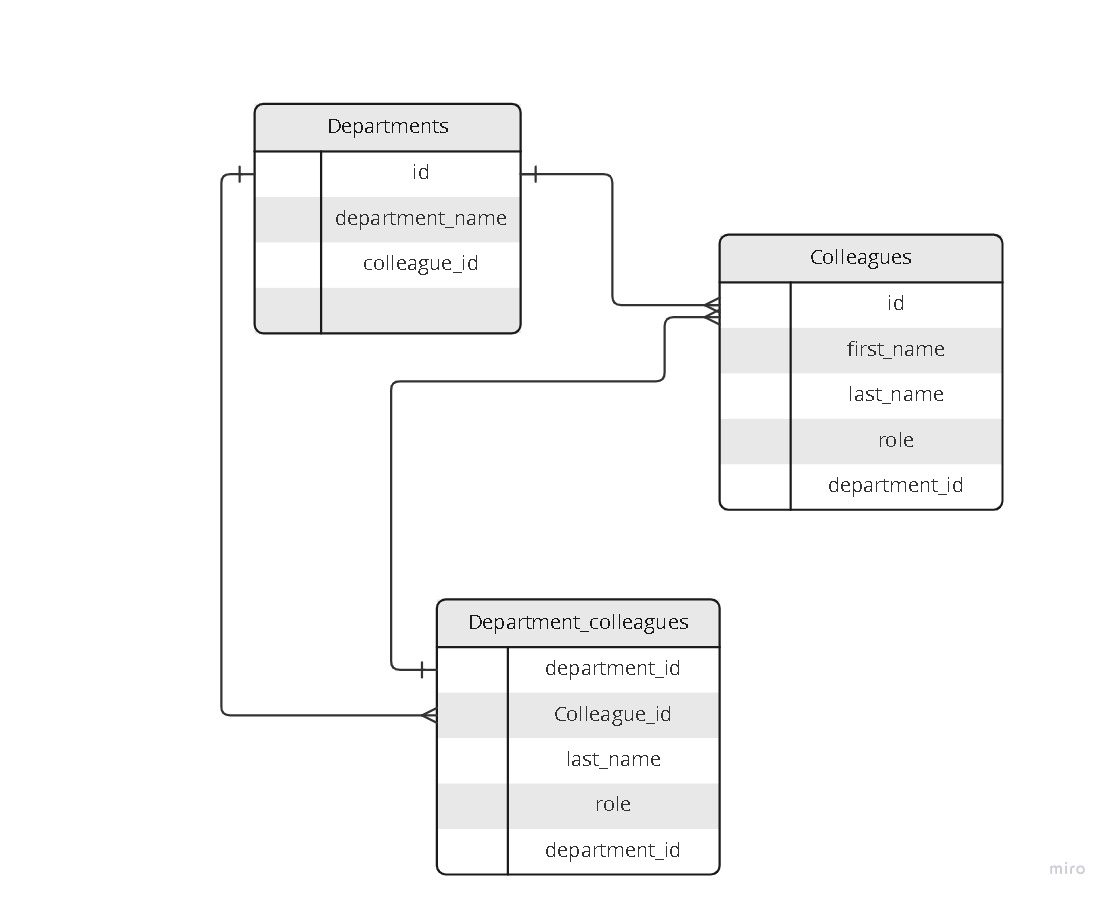 Departments
id
department_name
colleague_id
Colleagues
id
first_name
last_name
role
department_id
Department_colleagues
department_id
Colleague_id
last_name
role
department_id
miro